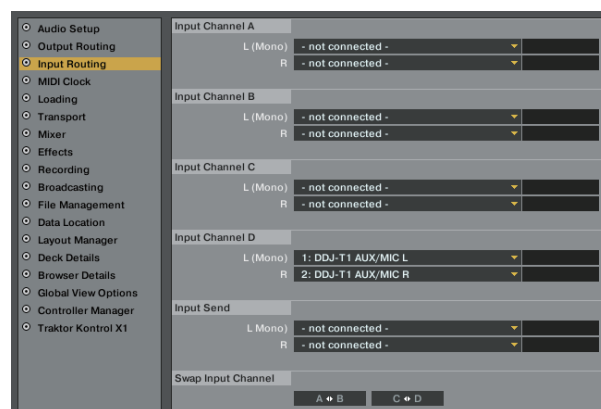 Audio Setup
Output Routing
Input Routing
MIDI Clock
Loading
Transport
Mixer
Effects
Recording
Broadcasting
File Management
Data Location
Layout Manager
Deck Details
Browser Details
Global View Options
Controller Manager
Traktor Kontrol X1
Input Channel A
L (Mono) - not connected -
R - not connected -
Input Channel B
L (Mono) - not connected -
R - not connected -
Input Channel C
L (Mono) - not connected -
R - not connected -
Input Channel D
L (Mono) 1: DDJ-T1 AUX/MIC L
R 2: DDJ-T1 AUX/MIC R
Input Send
L Mono) - not connected -
R - not connected -
Swap Input Channel
A B C D